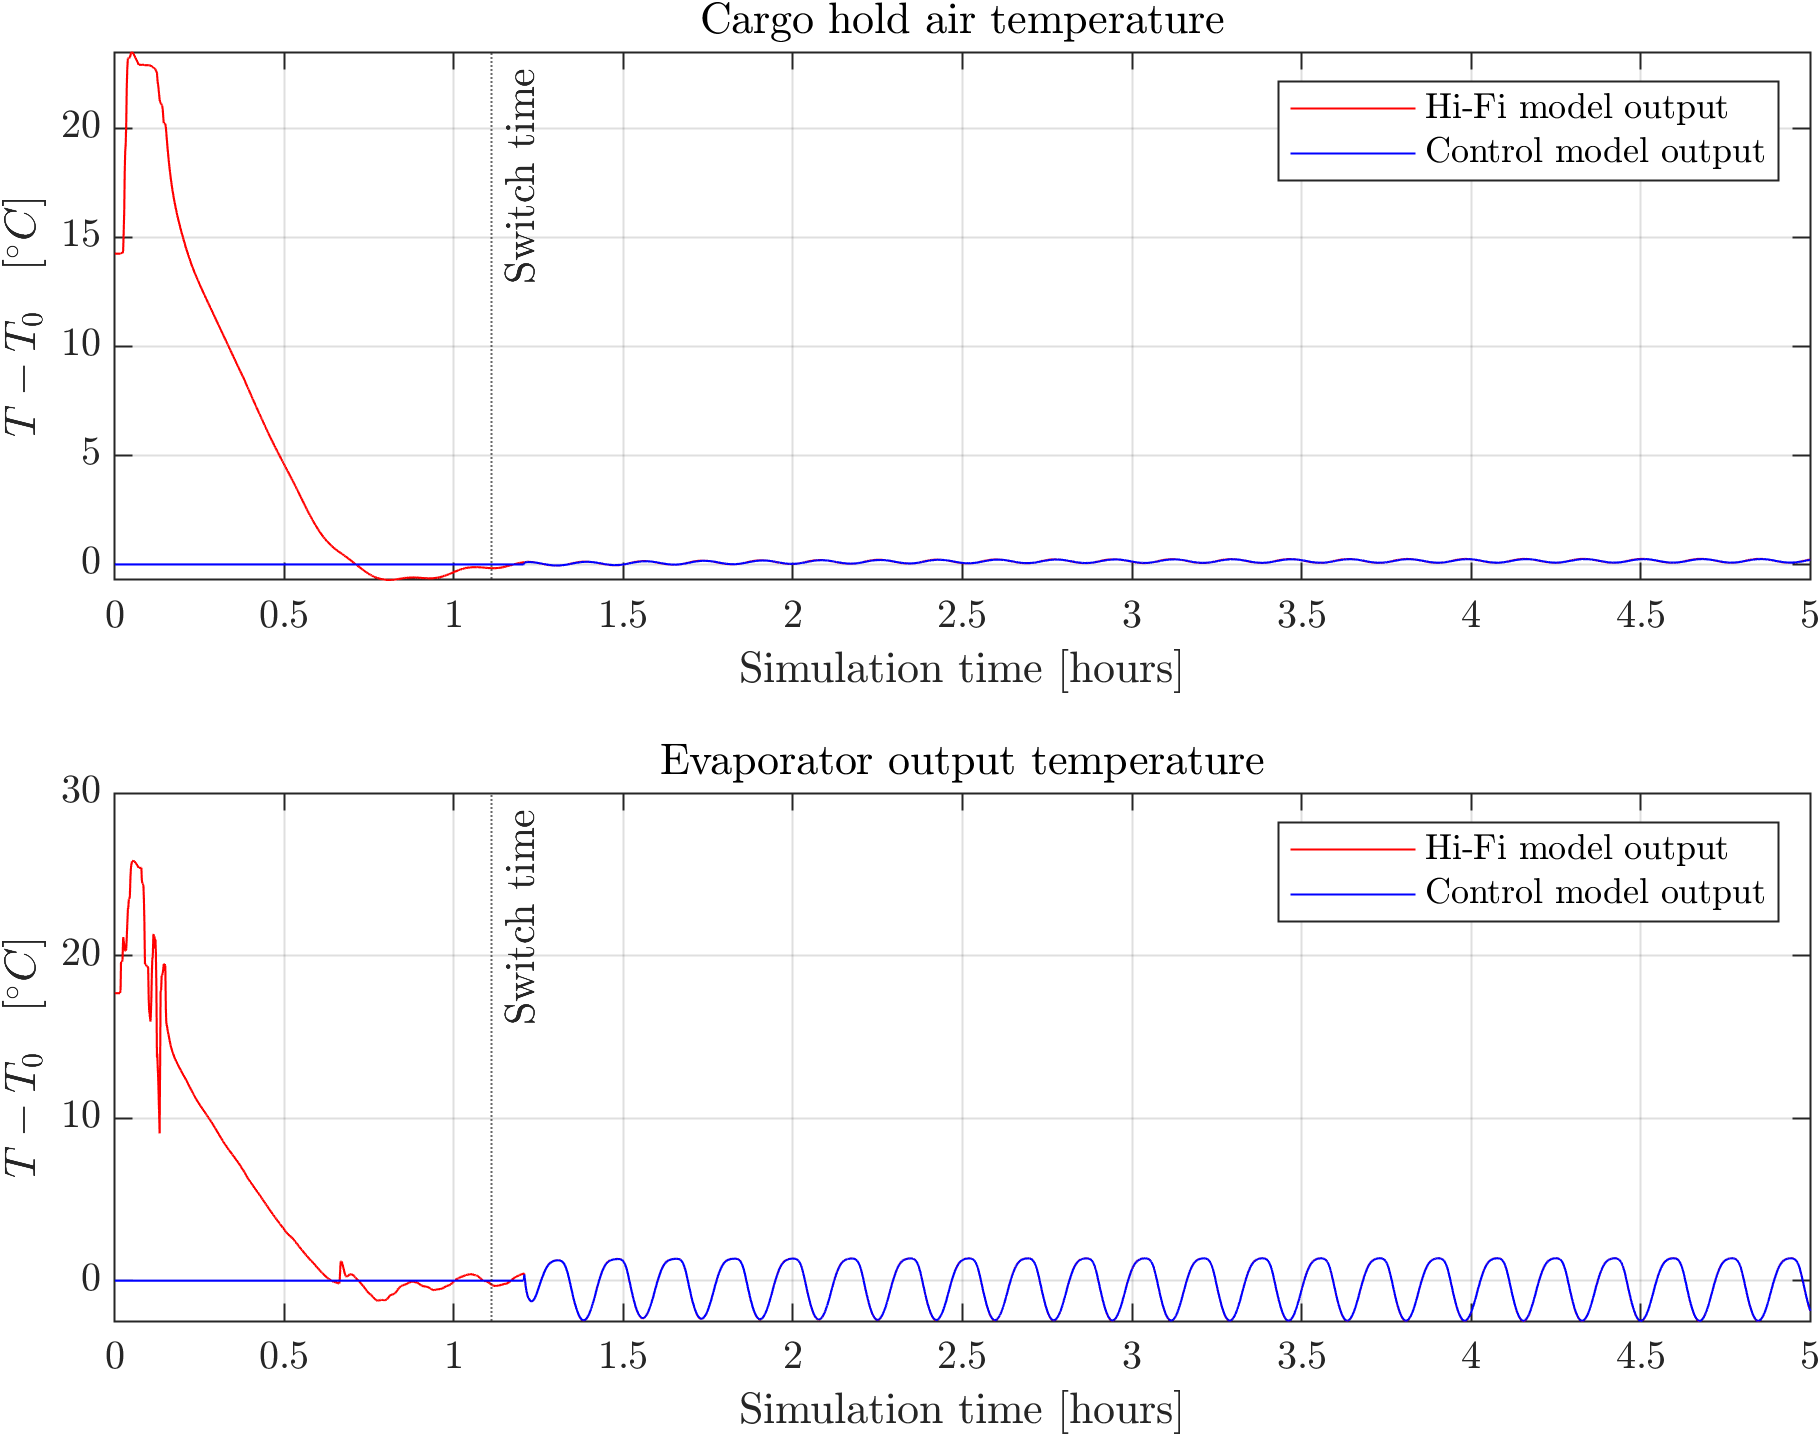 Cargo hold air temperature
T − T₀ [°C]
20
15
10
5
0
Switch time
Hi-Fi model output
Control model output
0 0.5 1 1.5 2 2.5 3 3.5 4 4.5 5
Simulation time [hours]
Evaporator output temperature
T − T₀ [°C]
30
20
10
0
Switch time
Hi-Fi model output
Control model output
0 0.5 1 1.5 2 2.5 3 3.5 4 4.5 5
Simulation time [hours]